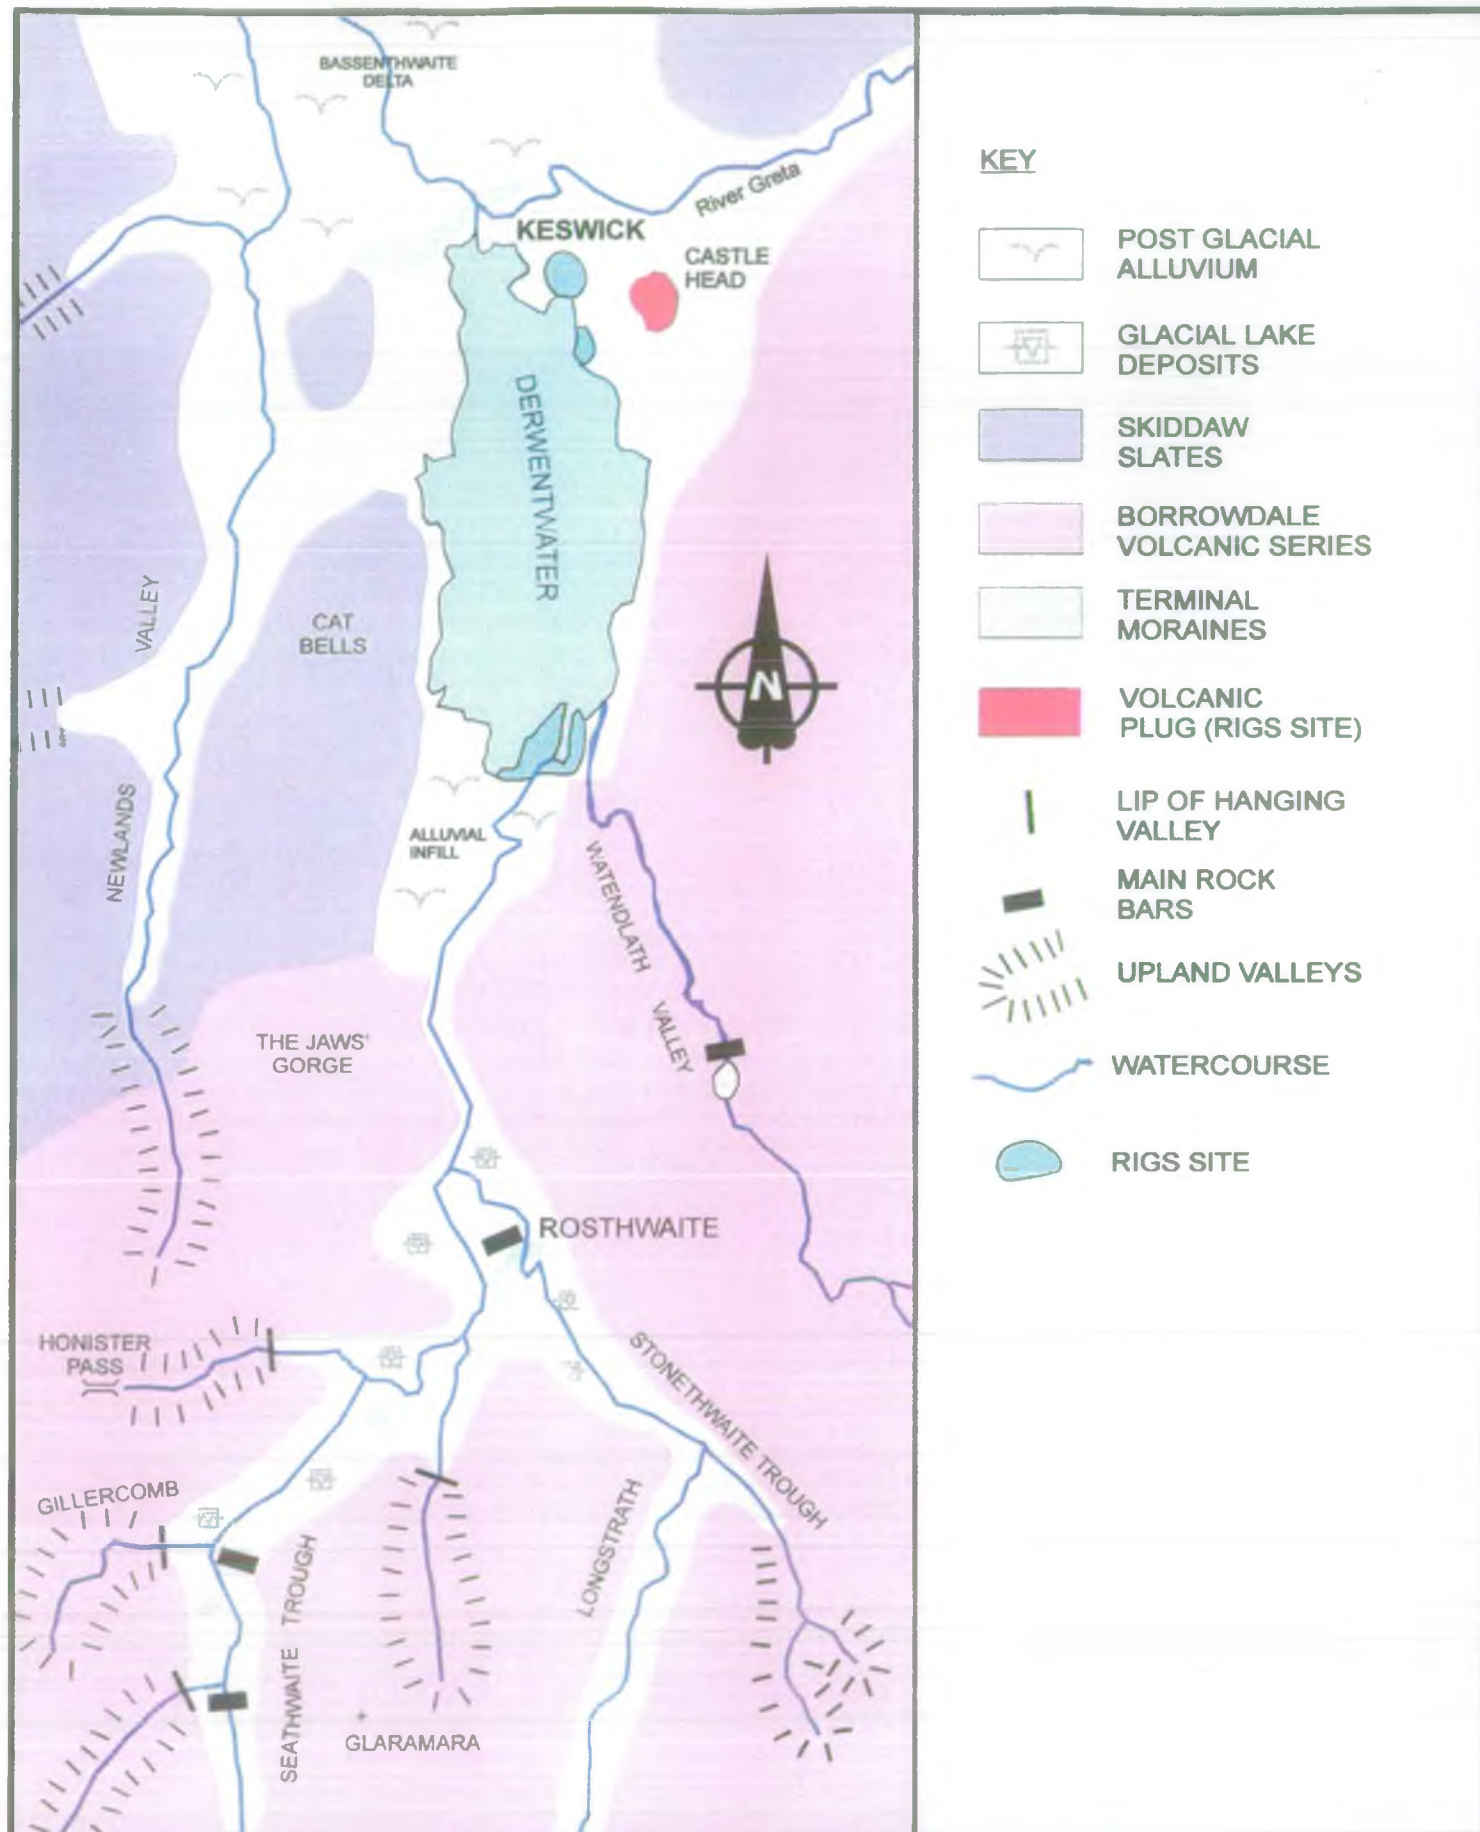 BASSENTHWAITE
DELTA
River Greta
KESWICK
CASTLE
HEAD
DERWENTWATER
VALLEY
CAT
BELLS
N
NEWLANDS
ALLUVIAL
INFILL
WATENDLATH
VALLEY
THE JAWS'
GORGE
ROSTHWAITE
HONISTER
PASS
STONETHWAITE TROUGH
GILLERCOMB
LONGSTRATH
SEATHWAITE TROUGH
GLARAMARA
KEY
POST GLACIAL
ALLUVIUM
GLACIAL LAKE
DEPOSITS
SKIDDAW
SLATES
BORROWDALE
VOLCANIC SERIES
TERMINAL
MORAINES
VOLCANIC
PLUG (RIGS SITE)
LIP OF HANGING
VALLEY
MAIN ROCK
BARS
UPLAND VALLEYS
WATERCOURSE
RIGS SITE